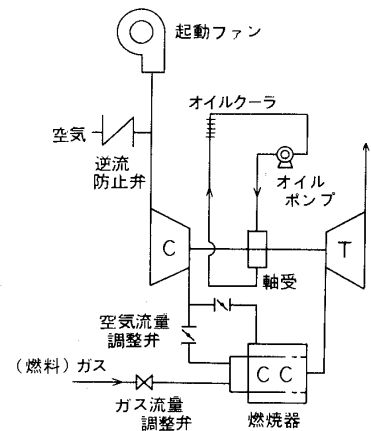 起動ファン
オイルクーラ
空気
逆流
防止弁
オイル
ポンプ
C
T
軸受
空気流量
調整弁
(燃料)ガス
CC
ガス流量
調整弁
燃焼器